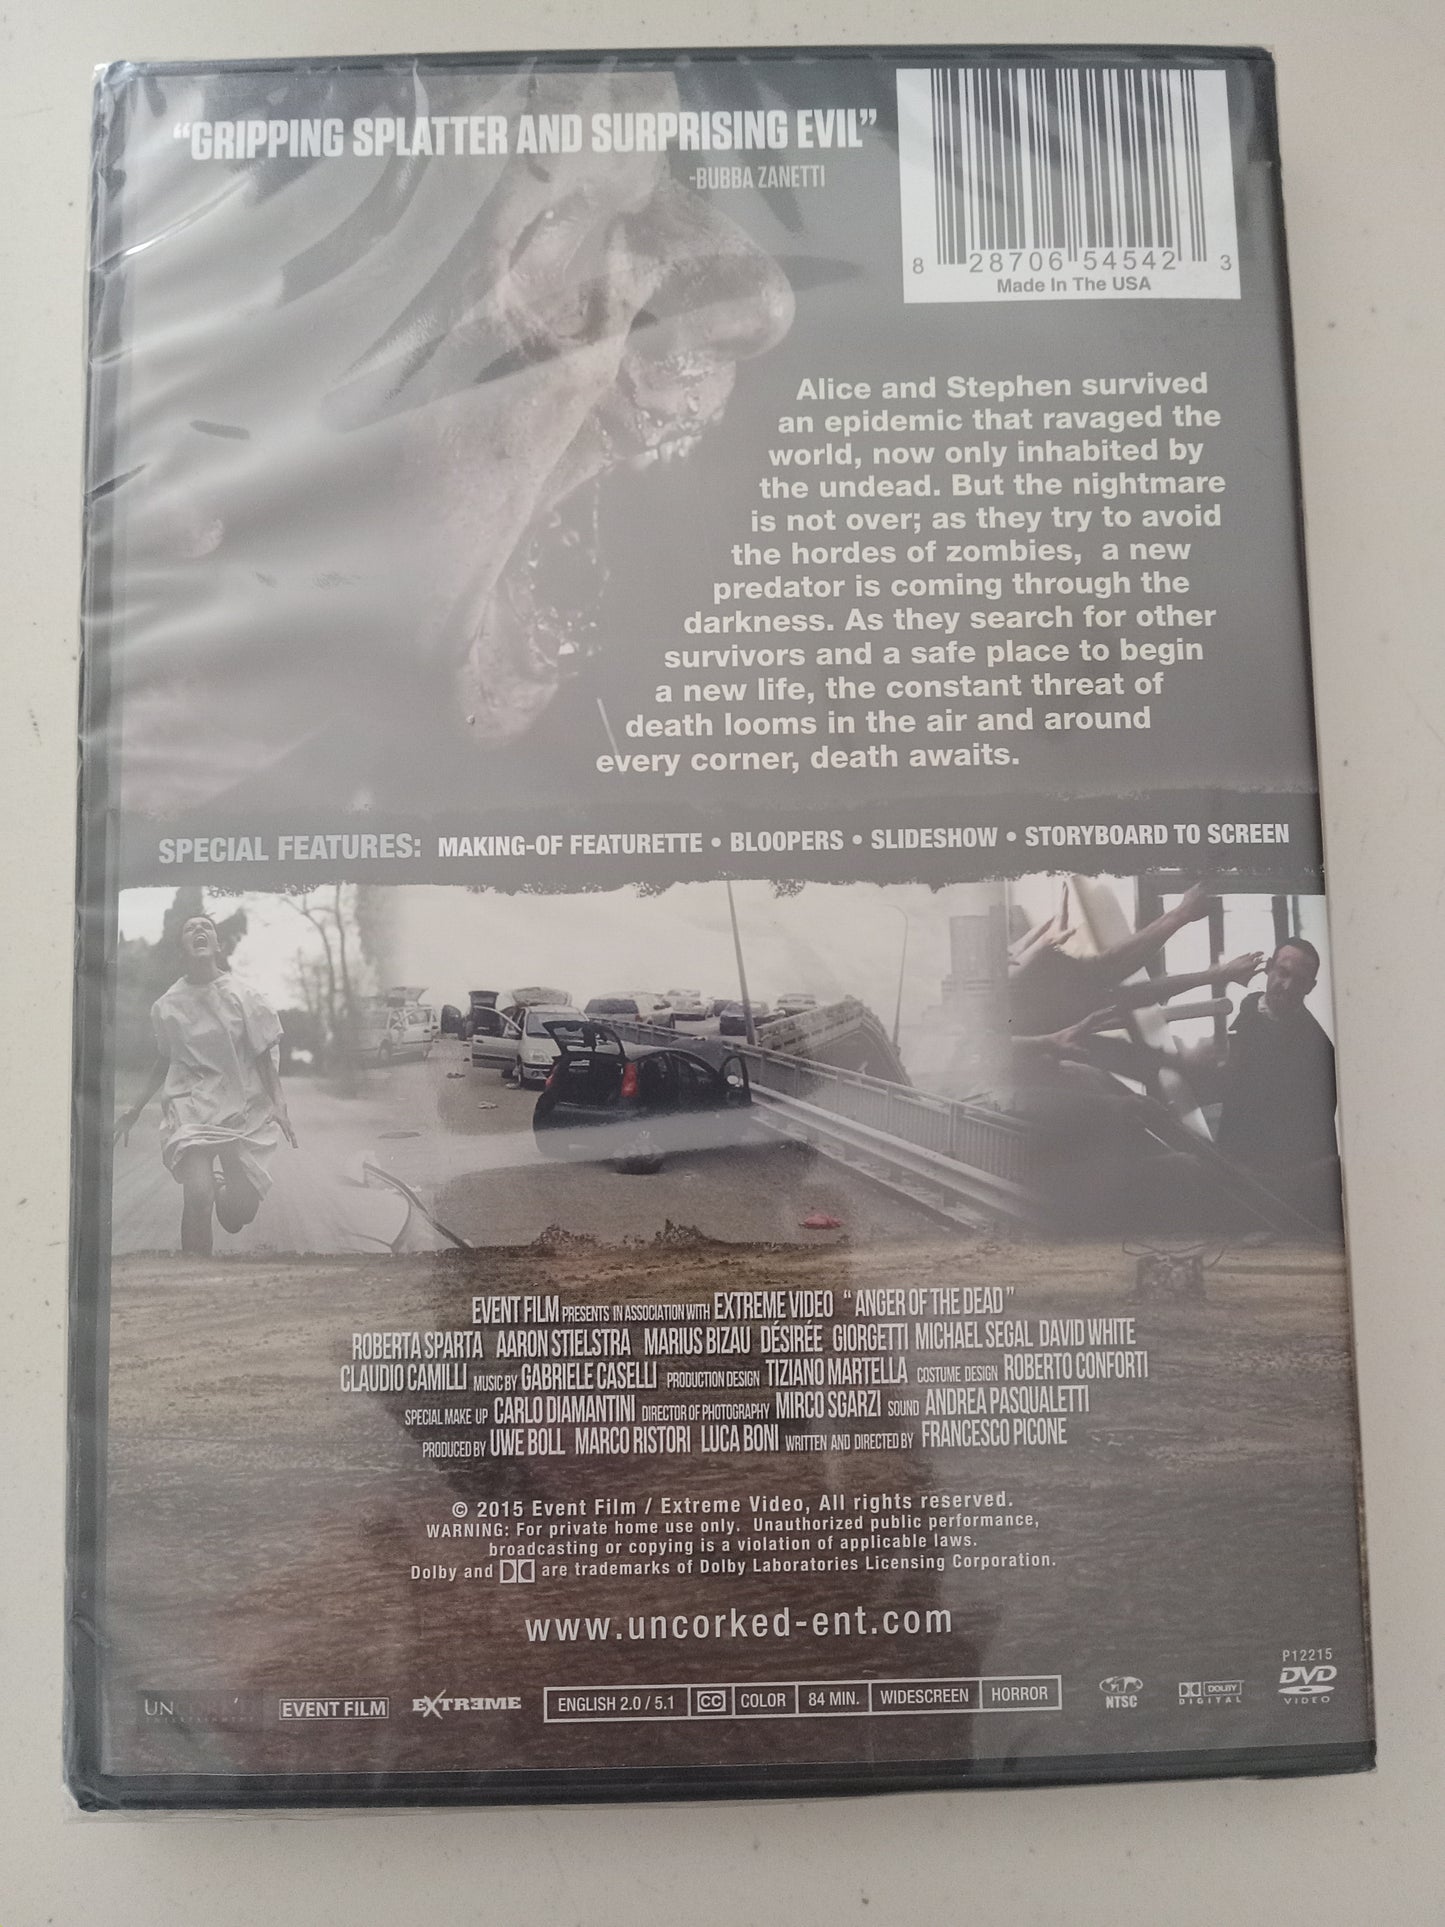 “GRIPPING SPLATTER AND SURPRISING EVIL”
-BUBBA ZANETTI
8 28706 54542 3
Made In The USA
Alice and Stephen survived
an epidemic that ravaged the
world, now only inhabited by
the undead. But the nightmare
is not over; as they try to avoid
the hordes of zombies, a new
predator is coming through the
darkness. As they search for other
survivors and a safe place to begin
a new life, the constant threat of
death looms in the air and around
every corner, death awaits.
SPECIAL FEATURES: MAKING-OF FEATURETTE • BLOOPERS • SLIDESHOW • STORYBOARD TO SCREEN
EVENT FILM PRESENTS IN ASSOCIATION WITH EXTREME VIDEO “ ANGER OF THE DEAD ”
ROBERTA SPARTA AARON STIELSTRA MARIUS BIZAU DÉSIRÉE GIORGETTI MICHAEL SEGAL DAVID WHITE
CLAUDIO CAMILLI MUSIC BY GABRIELE CASELLI PRODUCTION DESIGN TIZIANO MARTELLA COSTUME DESIGN ROBERTO CONFORTI
SPECIAL MAKE UP CARLO DIAMANTINI DIRECTOR OF PHOTOGRAPHY MIRCO SGARZI SOUND ANDREA PASQUALETTI
PRODUCED BY UWE BOLL MARCO RISTORI LUCA BONI WRITTEN AND DIRECTED BY FRANCESCO PICONE
© 2015 Event Film / Extreme Video, All rights reserved.
WARNING: For private home use only. Unauthorized public performance,
broadcasting or copying is a violation of applicable laws.
Dolby and are trademarks of Dolby Laboratories Licensing Corporation.
www.uncorked-ent.com
P12215
EVENT FILM EXTREME ENGLISH 2.0 / 5.1 CC COLOR 84 MIN. WIDESCREEN HORROR NTSC DOLBY DIGITAL DVD VIDEO